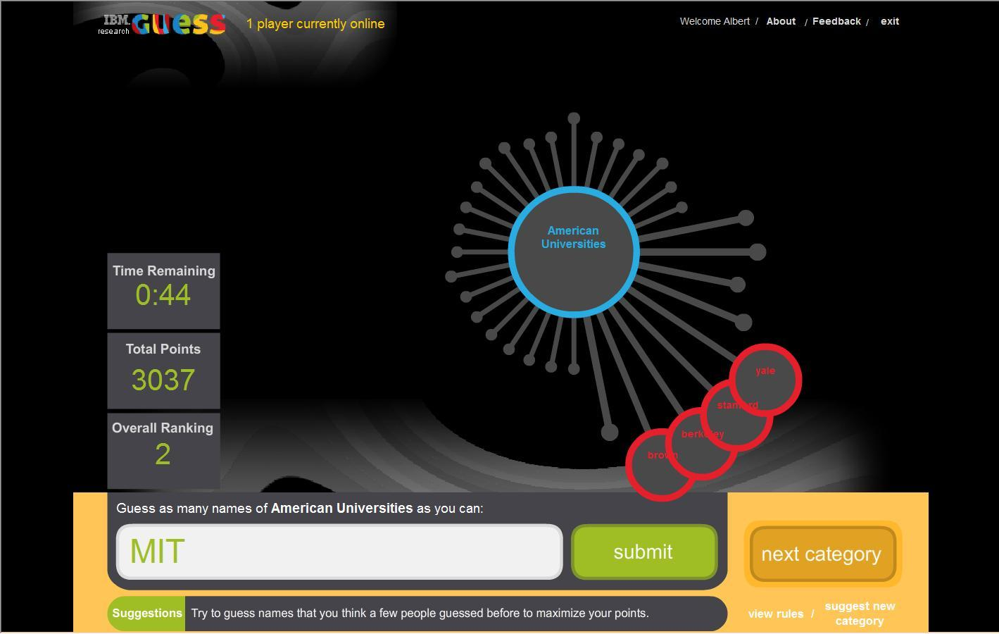 IBM.
research
GUESS
1 player currently online
Welcome Albert / About / Feedback / exit
American
Universities
Time Remaining
0:44
Total Points
3037
Overall Ranking
2
yale
stanford
berkeley
brown
Guess as many names of American Universities as you can:
MIT
submit
next category
Suggestions Try to guess names that you think a few people guessed before to maximize your points.
view rules / suggest new
category